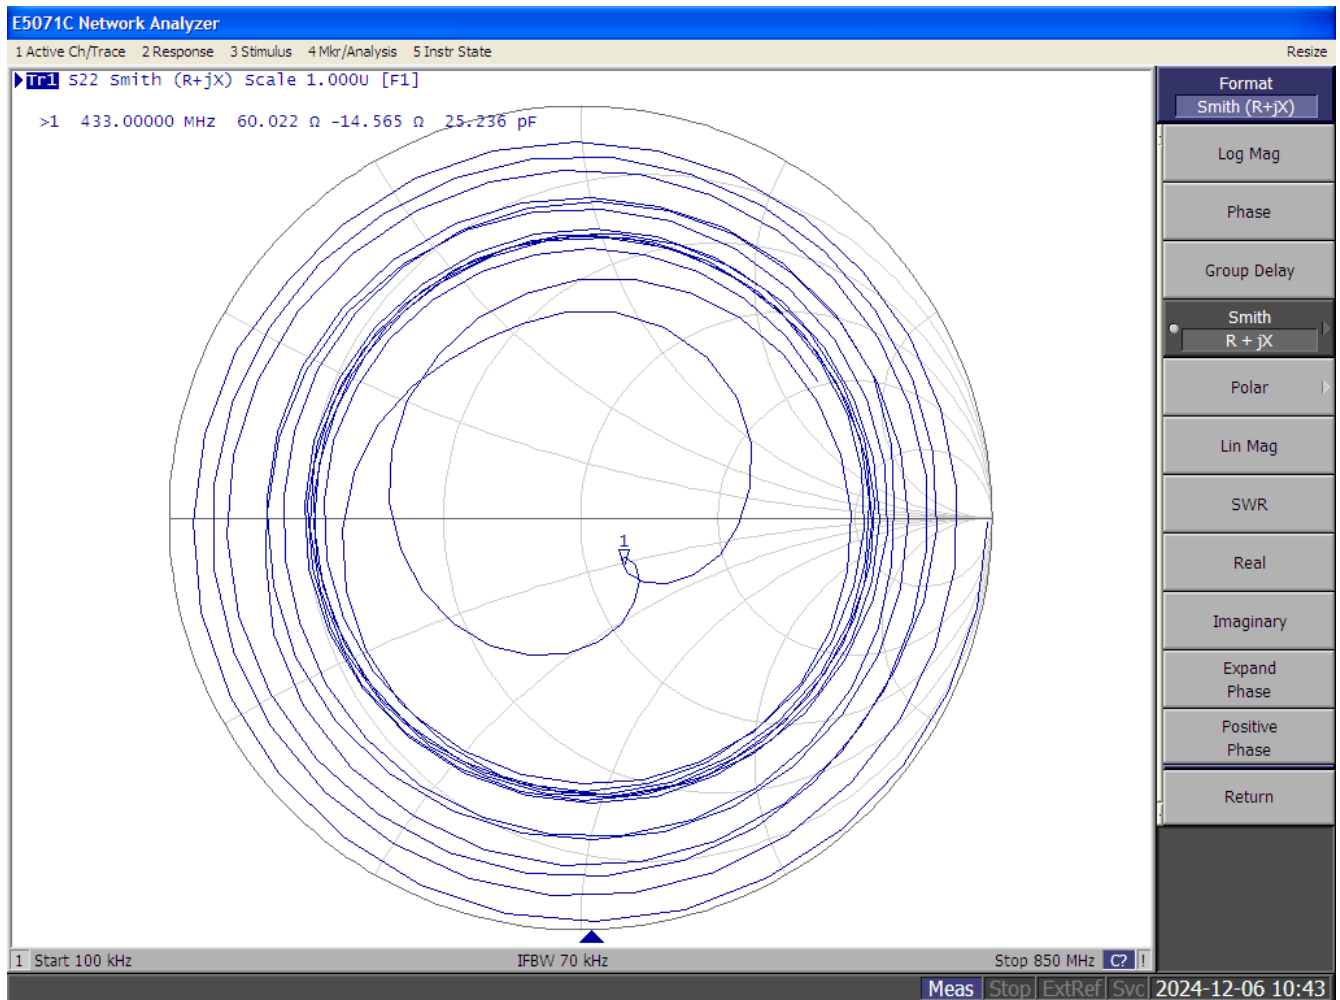 E5071C Network Analyzer
1 Active Ch/Trace 2 Response 3 Stimulus 4 Mkr/Analysis 5 Instr State Resize
Tr1 S22 Smith (R+jX) Scale 1.000U [F1]
>1 433.00000 MHz 60.022 Ω -14.565 Ω 25.236 pF
1
Format
Smith (R+jX)
Log Mag
Phase
Group Delay
Smith
R + jX
Polar
Lin Mag
SWR
Real
Imaginary
Expand
Phase
Positive
Phase
Return
1 Start 100 kHz IFBW 70 kHz Stop 850 MHz C? !
Meas Stop ExtRef Svc 2024-12-06 10:43